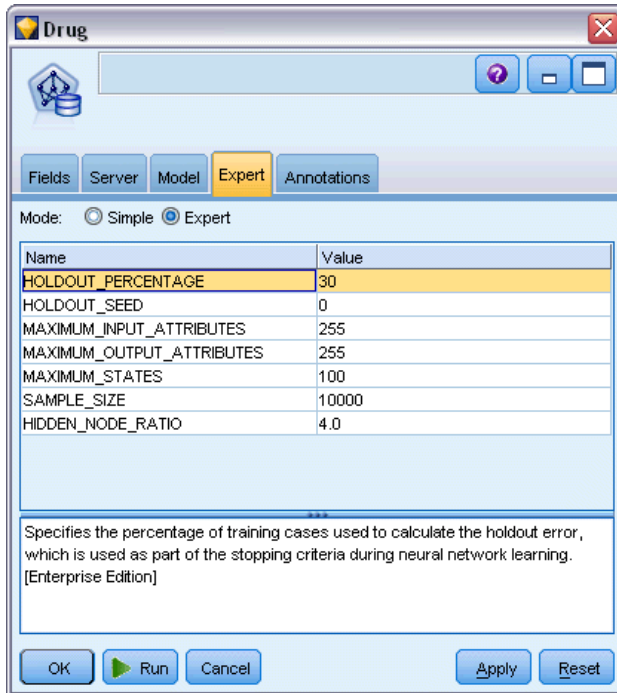 Drug
Fields Server Model Expert Annotations
Mode: Simple Expert
Name Value
HOLDOUT_PERCENTAGE 30
HOLDOUT_SEED 0
MAXIMUM_INPUT_ATTRIBUTES 255
MAXIMUM_OUTPUT_ATTRIBUTES 255
MAXIMUM_STATES 100
SAMPLE_SIZE 10000
HIDDEN_NODE_RATIO 4.0
Specifies the percentage of training cases used to calculate the holdout error,
which is used as part of the stopping criteria during neural network learning.
[Enterprise Edition]
OK Run Cancel Apply Reset